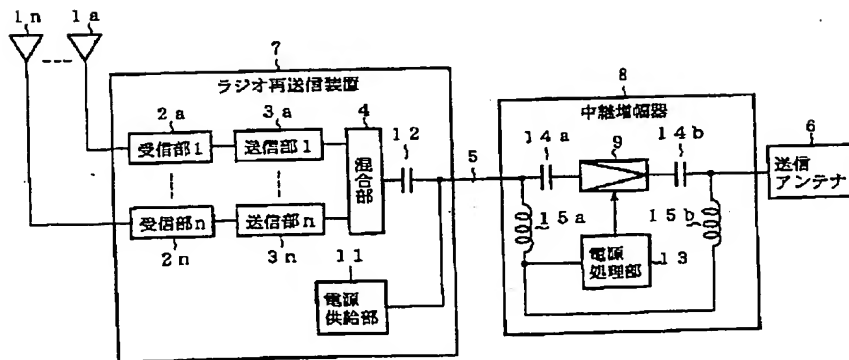 １ｎ １ａ
７
ラジオ再送信装置
２ａ ３ａ ４ １２
受信部１ 送信部１
混合部
受信部ｎ 送信部ｎ
２ｎ ３ｎ
１１
電源
供給部
５
８
中継増幅器
１４ａ ９ １４ｂ
１５ａ １５ｂ
電源
処理部
１３
６
送信
アンテナ